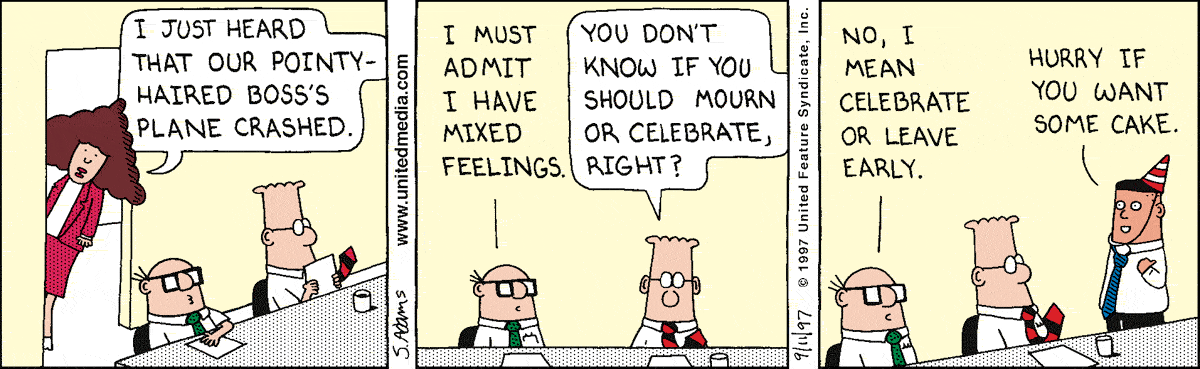 I JUST HEARD
THAT OUR POINTY-
HAIRED BOSS'S
PLANE CRASHED.
S. Adams
www.unitedmedia.com
I MUST
ADMIT
I HAVE
MIXED
FEELINGS.
YOU DON'T
KNOW IF YOU
SHOULD MOURN
OR CELEBRATE,
RIGHT?
9/11/97
© 1997 United Feature Syndicate, Inc.
NO, I
MEAN
CELEBRATE
OR LEAVE
EARLY.
HURRY IF
YOU WANT
SOME CAKE.